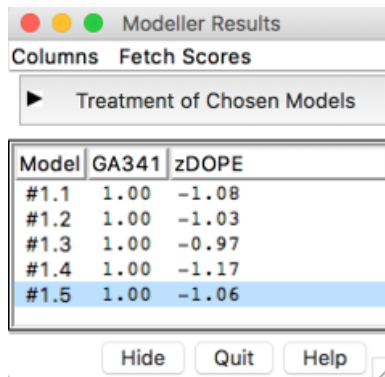 Modeller Results
Columns Fetch Scores
Treatment of Chosen Models
Model GA341 zDOPE
#1.1 1.00 -1.08
#1.2 1.00 -1.03
#1.3 1.00 -0.97
#1.4 1.00 -1.17
#1.5 1.00 -1.06
Hide Quit Help